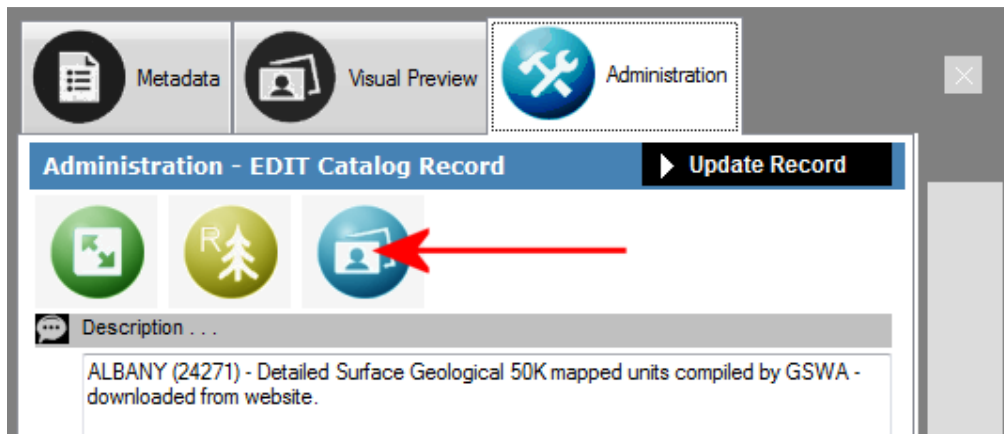 Metadata
Visual Preview
Administration
Administration - EDIT Catalog Record
Update Record
R
Description . . .
ALBANY (24271) - Detailed Surface Geological 50K mapped units compiled by GSWA -
downloaded from website.